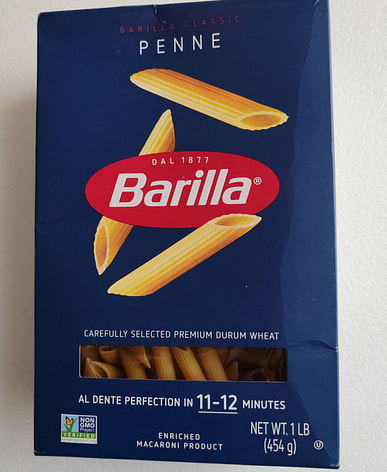 BARILLA CLASSIC
PENNE
DAL 1877
Barilla®
CAREFULLY SELECTED PREMIUM DURUM WHEAT
AL DENTE PERFECTION IN 11-12 MINUTES
NON
GMO
Project
VERIFIED
ENRICHED
MACARONI PRODUCT
NET WT. 1 LB
(454 g)
U